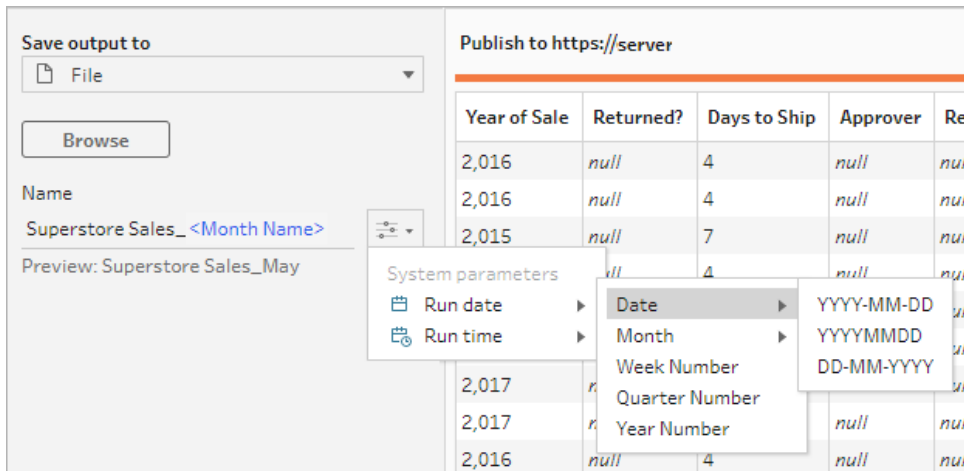 Save output to
File
Browse
Name
Superstore Sales_ <Month Name>
Preview: Superstore Sales_May
System parameters
Run date
Run time
Date
Month
Week Number
Quarter Number
Year Number
YYYY-MM-DD
YYYYMMDD
DD-MM-YYYY
Publish to https://server
Year of Sale Returned? Days to Ship Approver
2,016 null 4 null
2,016 null 4 null
2,015 null 7 null
4 null
2,017
2,017 null
2,016 null 4 null